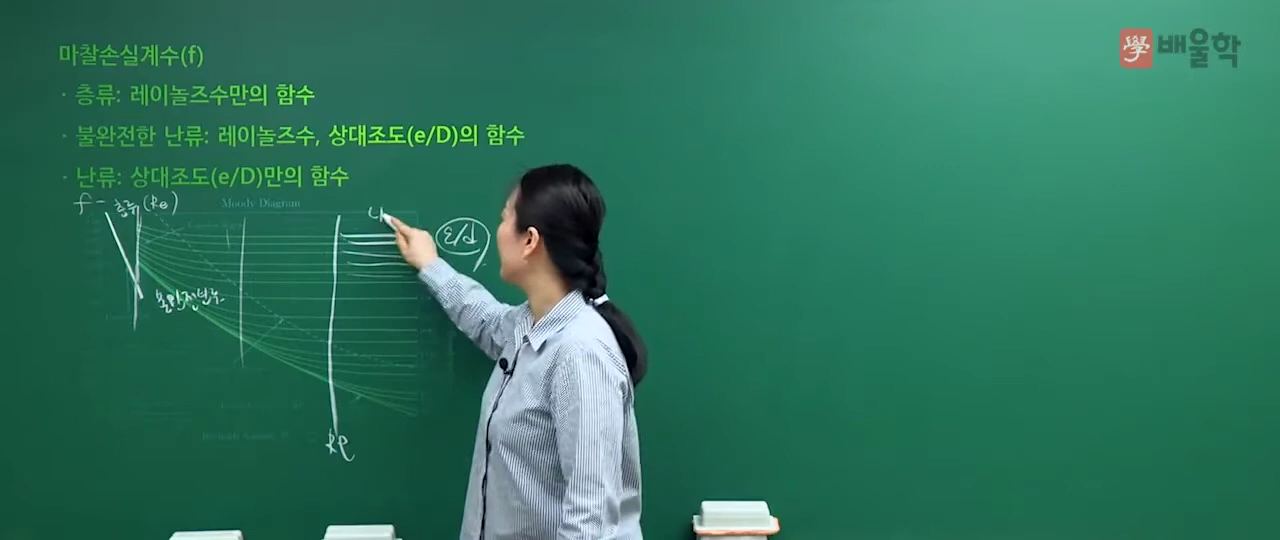 學 배울학
마찰손실계수(f)
· 층류: 레이놀즈수만의 함수
· 불완전한 난류: 레이놀즈수, 상대조도(e/D)의 함수
· 난류: 상대조도(e/D)만의 함수
f = 층류 (Re)
Moody Diagram
ε/d
불완전난류
Re